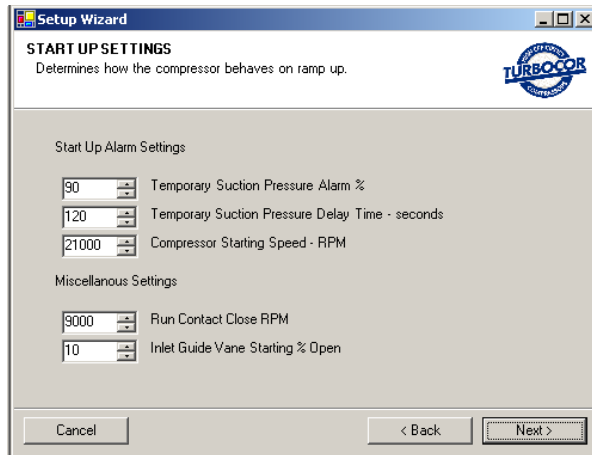 Setup Wizard
START UP SETTINGS
Determines how the compressor behaves on ramp up.
TURBOCOR
COMPRESSORS
Start Up Alarm Settings
90 Temporary Suction Pressure Alarm %
120 Temporary Suction Pressure Delay Time - seconds
21000 Compressor Starting Speed - RPM
Miscellanous Settings
9000 Run Contact Close RPM
10 Inlet Guide Vane Starting % Open
Cancel < Back Next >